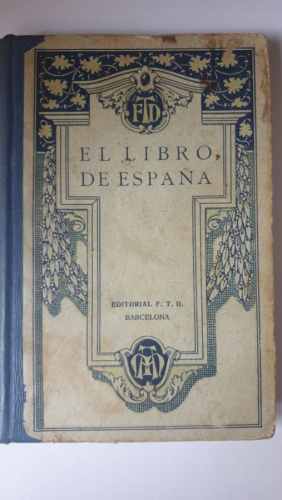 FTD
EL LIBRO
DE ESPAÑA
EDITORIAL F. T. D.
BARCELONA